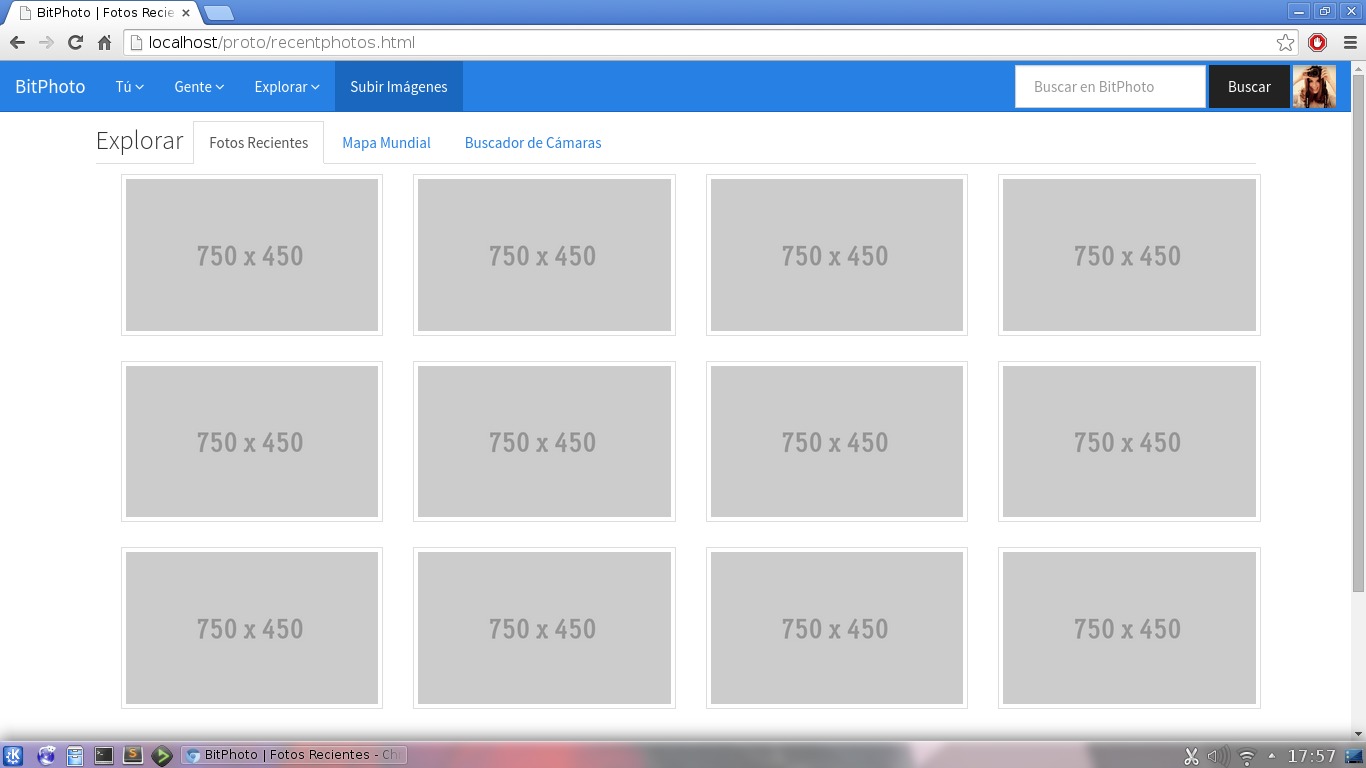 BitPhoto | Fotos Recie
localhost/proto/recentphotos.html
BitPhoto Tú Gente Explorar Subir Imágenes Buscar en BitPhoto Buscar
Explorar Fotos Recientes Mapa Mundial Buscador de Cámaras
750 x 450 750 x 450 750 x 450 750 x 450
750 x 450 750 x 450 750 x 450 750 x 450
750 x 450 750 x 450 750 x 450 750 x 450
BitPhoto | Fotos Recientes - Ch 17:57